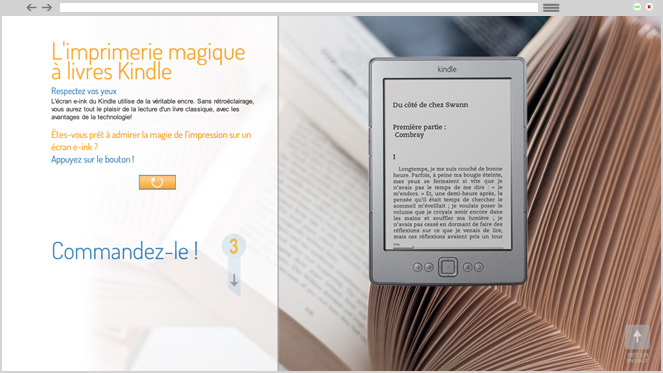 L'imprimerie magique
à livres Kindle
Respectez vos yeux
L'écran e-ink du Kindle utilise de la véritable encre. Sans rétroéclairage,
vous aurez tout le plaisir de la lecture d'un livre classique, avec les
avantages de la technologie!
Êtes-vous prêt à admirer la magie de l'impression sur un
écran e-ink ?
Appuyez sur le bouton !
Commandez-le !
3
kindle
Du côté de chez Swann
Première partie :
Combray
I
Longtemps, je me suis couché de bonne
heure. Parfois, à peine ma bougie éteinte,
mes yeux se fermaient si vite que je
n'avais pas le temps de me dire : « Je
m'endors. » Et, une demi-heure après, la
pensée qu'il était temps de chercher le
sommeil m'éveillait ; je voulais poser le
volume que je croyais avoir encore dans
les mains et souffler ma lumière ; je
n'avais pas cessé en dormant de faire des
réflexions sur ce que je venais de lire,
mais ces réflexions avaient pris un tour